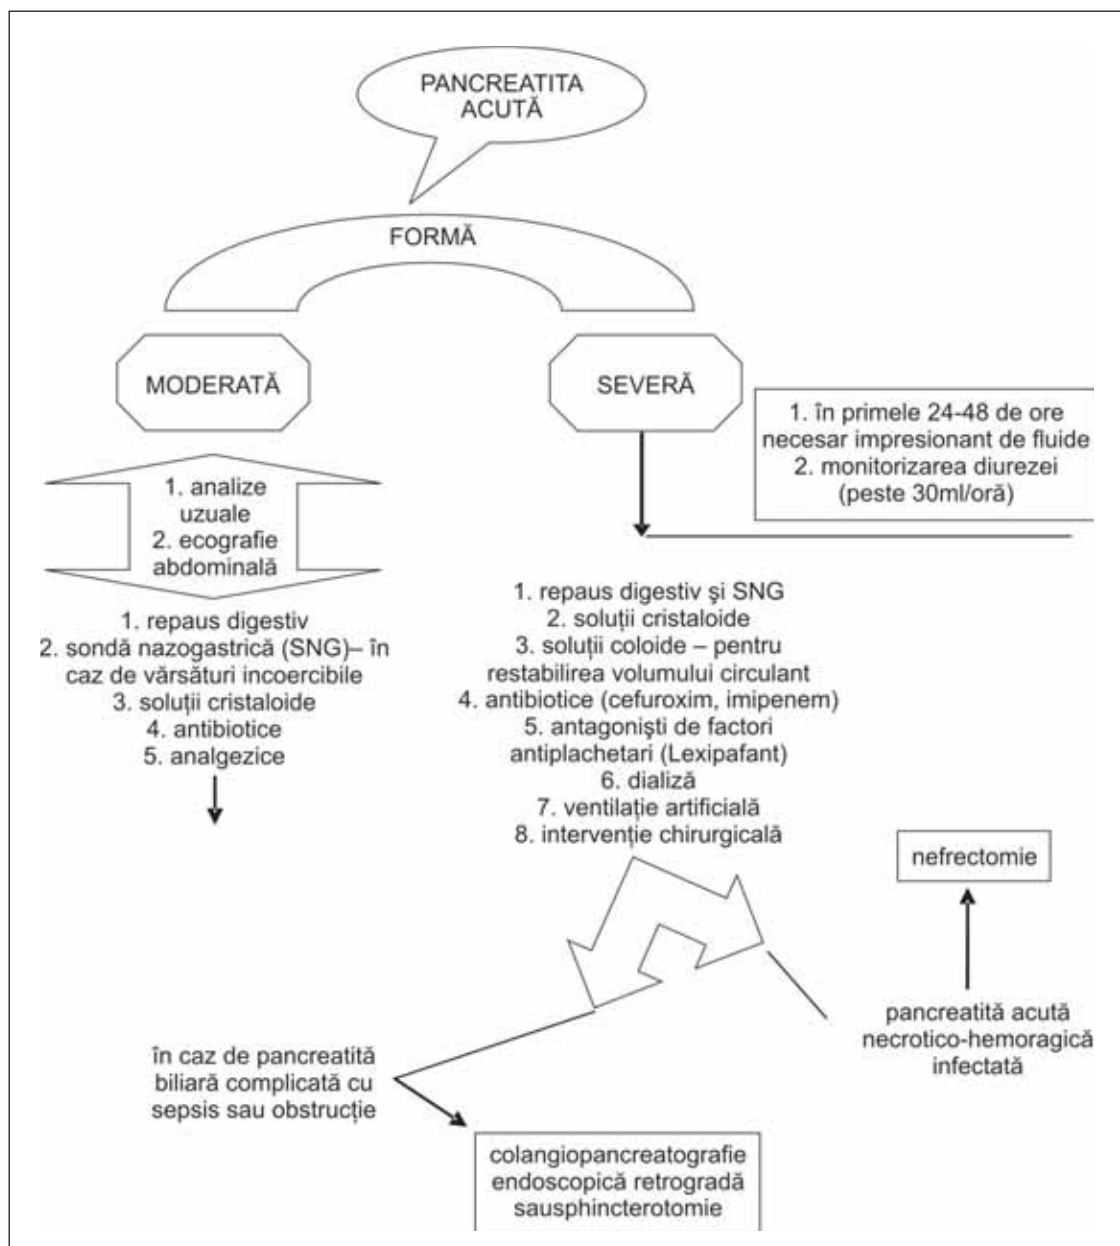 PANCREATITA
ACUTĂ
FORMĂ
MODERATĂ
SEVERĂ
1. în primele 24-48 de ore
necesar impresionant de fluide
2. monitorizarea diurezei
(peste 30ml/oră)
1. analize
uzuale
2. ecografie
abdominală
1. repaus digestiv
2. sondă nazogastrică (SNG)– în
caz de vărsături incoercibile
3. soluții cristaloide
4. antibiotice
5. analgezice
1. repaus digestiv şi SNG
2. soluții cristaloide
3. soluții coloide – pentru
restabilirea volumului circulant
4. antibiotice (cefuroxim, imipenem)
5. antagonişti de factori
antiplachetari (Lexipafant)
6. dializă
7. ventilație artificială
8. intervenție chirurgicală
nefrectomie
pancreatită acută
necrotico-hemoragică
infectată
în caz de pancreatită
biliară complicată cu
sepsis sau obstrucție
colangiopancreatografie
endoscopică retrogradă
sausphincterotomie